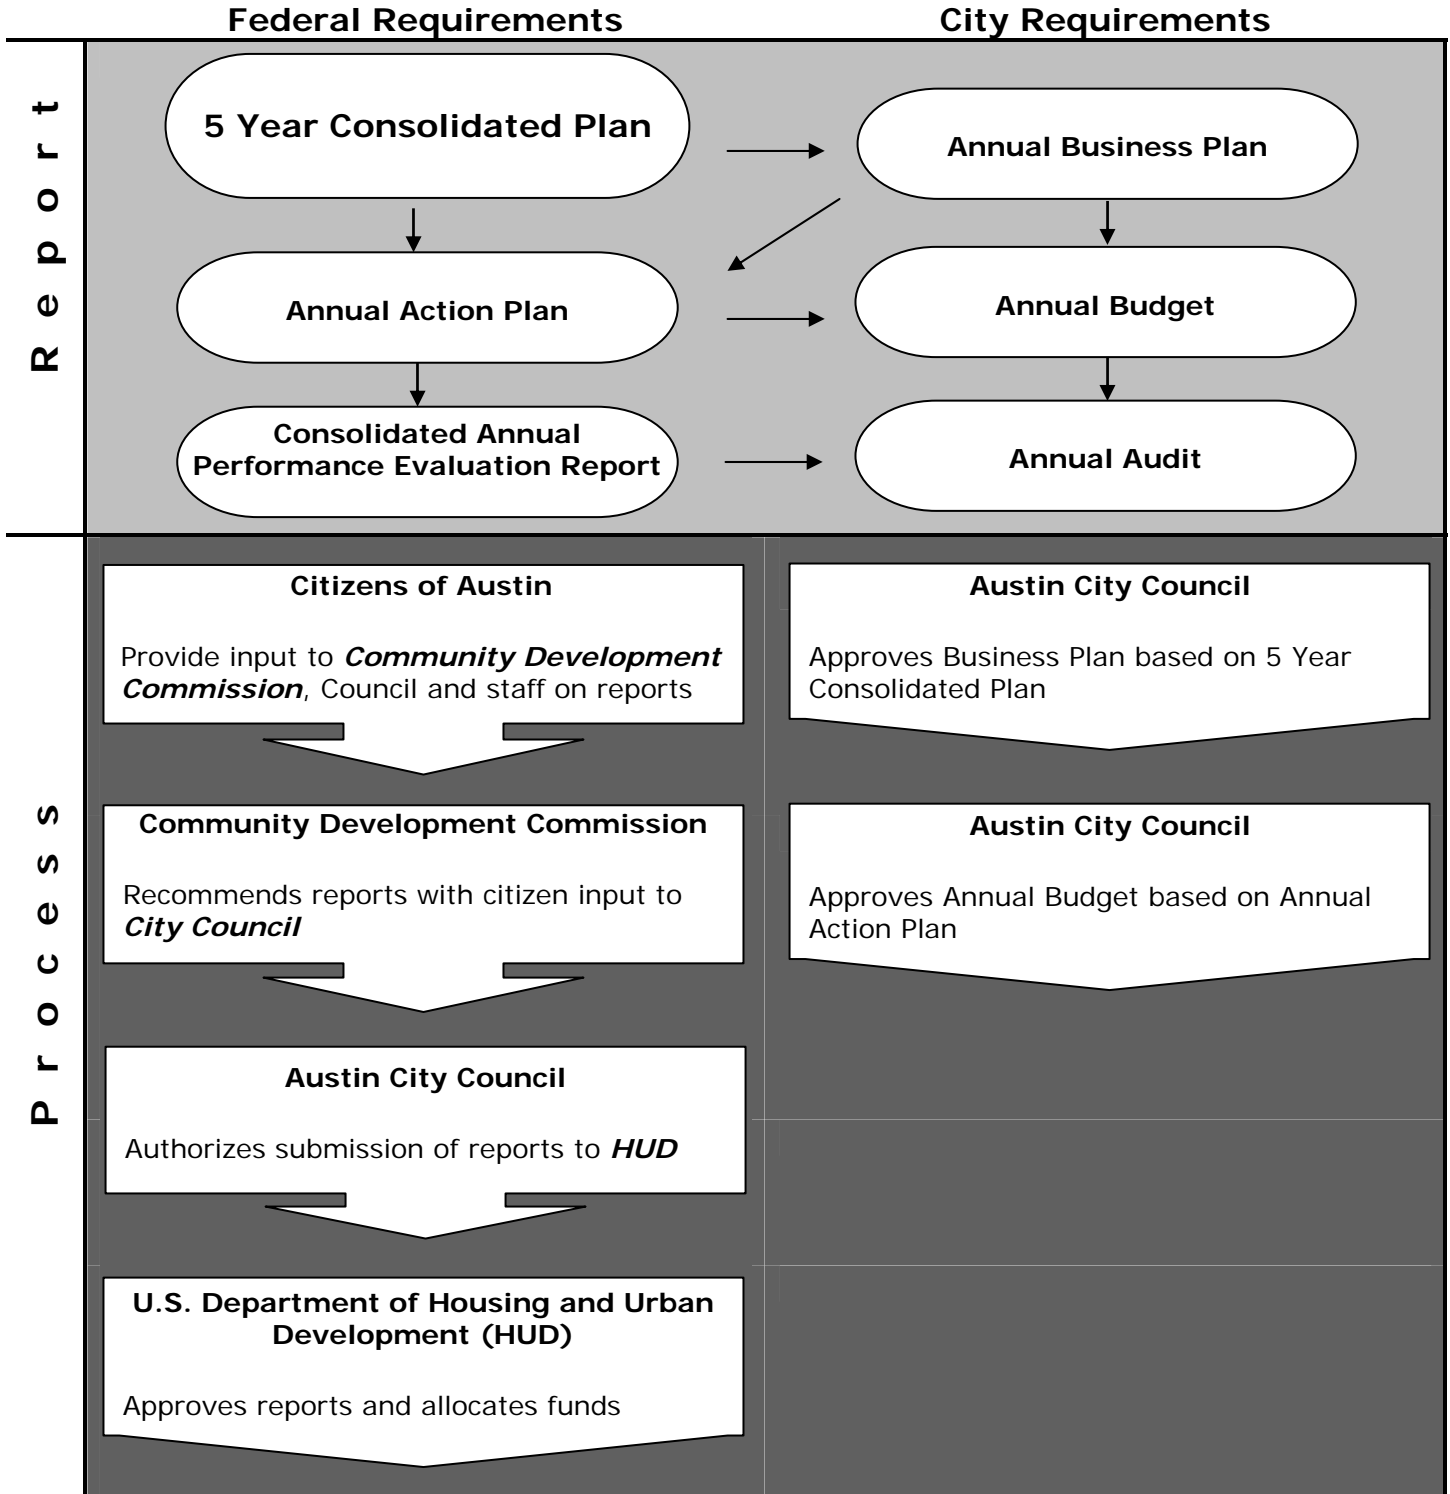 Federal Requirements
City Requirements
Report
5 Year Consolidated Plan
Annual Business Plan
Annual Action Plan
Annual Budget
Consolidated Annual
Performance Evaluation Report
Annual Audit
Process
Citizens of Austin
Provide input to Community Development
Commission, Council and staff on reports
Austin City Council
Approves Business Plan based on 5 Year
Consolidated Plan
Community Development Commission
Recommends reports with citizen input to
City Council
Austin City Council
Approves Annual Budget based on Annual
Action Plan
Austin City Council
Authorizes submission of reports to HUD
U.S. Department of Housing and Urban
Development (HUD)
Approves reports and allocates funds